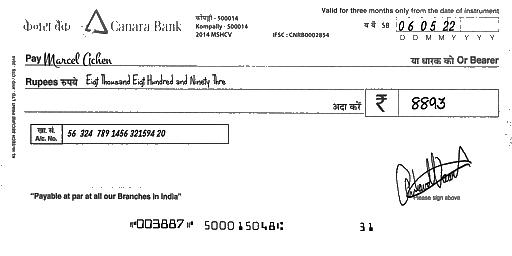 Valid for three months only from the date of instrument
केनरा बैंक Canara Bank
कोंपल्ली - 500014
Kompally - 500014
2014 MSHCV
IFSC : CNRB0002854
SB 06 05 22
D D M M Y Y Y Y
Pay Marcel Cichen या धारक को Or Bearer
Rupees रुपये Eigt Thousand Eigt Hundred and Ninety Thre
अदा करें ₹ 8893
खा. सं.
A/c. No. 56 324 789 1456 321594 20
Please sign above
"Payable at par at all our Branches in India"
⑈003887⑈ 500015048⑆ 31